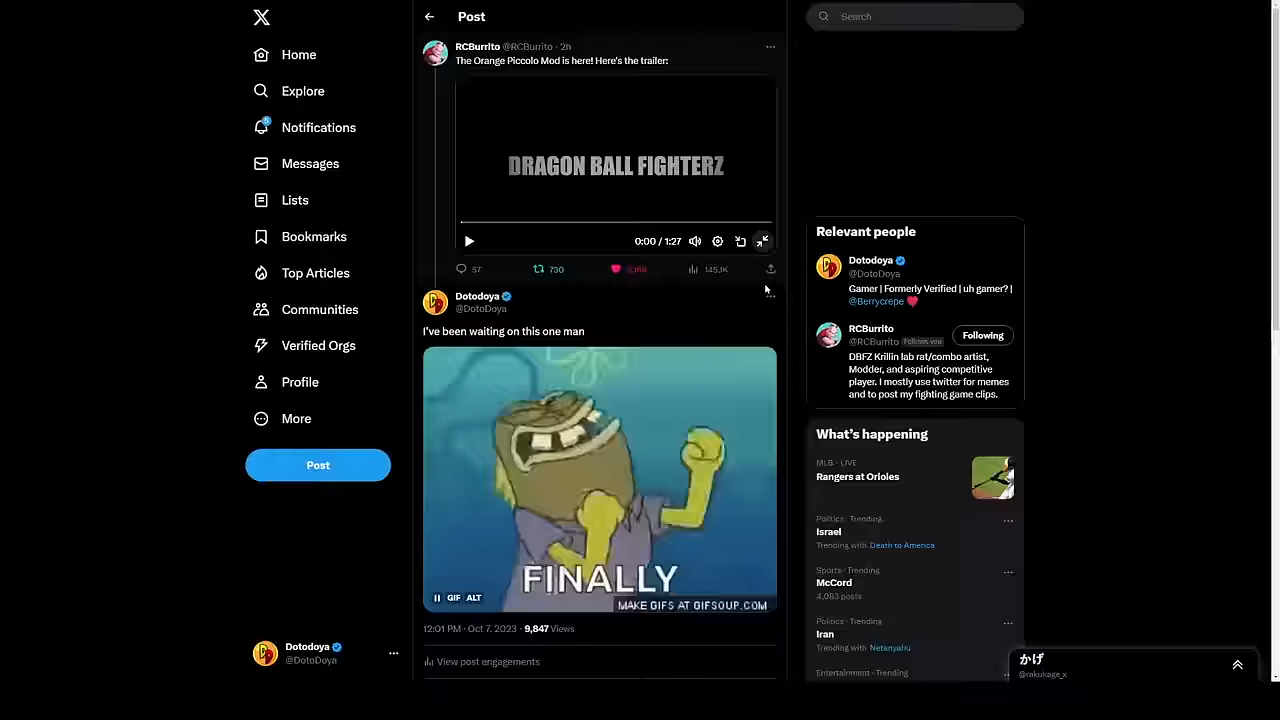 Home
Explore
5
Notifications
Messages
Lists
Bookmarks
Top Articles
Communities
Verified Orgs
Profile
More
Post
Dotodoya
@DotoDoya
Post
RCBurrito @RCBurrito · 2h
The Orange Piccolo Mod is here! Here's the trailer:
DRAGON BALL FIGHTERZ
0:00 / 1:27
57
730
145.1K
Dotodoya
@DotoDoya
I've been waiting on this one man
FINALLY
GIF ALT
MAKE GIFS AT GIFSOUP.COM
12:01 PM · Oct 7, 2023 · 9,847 Views
View post engagements
Search
Relevant people
Dotodoya
@DotoDoya
Gamer | Formerly Verified | uh gamer? |
@Berrycrepe ❤️
RCBurrito
@RCBurrito Follows you
Following
DBFZ Krillin lab rat/combo artist,
Modder, and aspiring competitive
player. I mostly use twitter for memes
and to post my fighting game clips.
What's happening
MLB · LIVE
Rangers at Orioles
Politics · Trending
Israel
Trending with Death to America
Sports · Trending
McCord
4,083 posts
Politics · Trending
Iran
Trending with Netanyahu
Entertainment · Trending
かげ
@rakukage_x